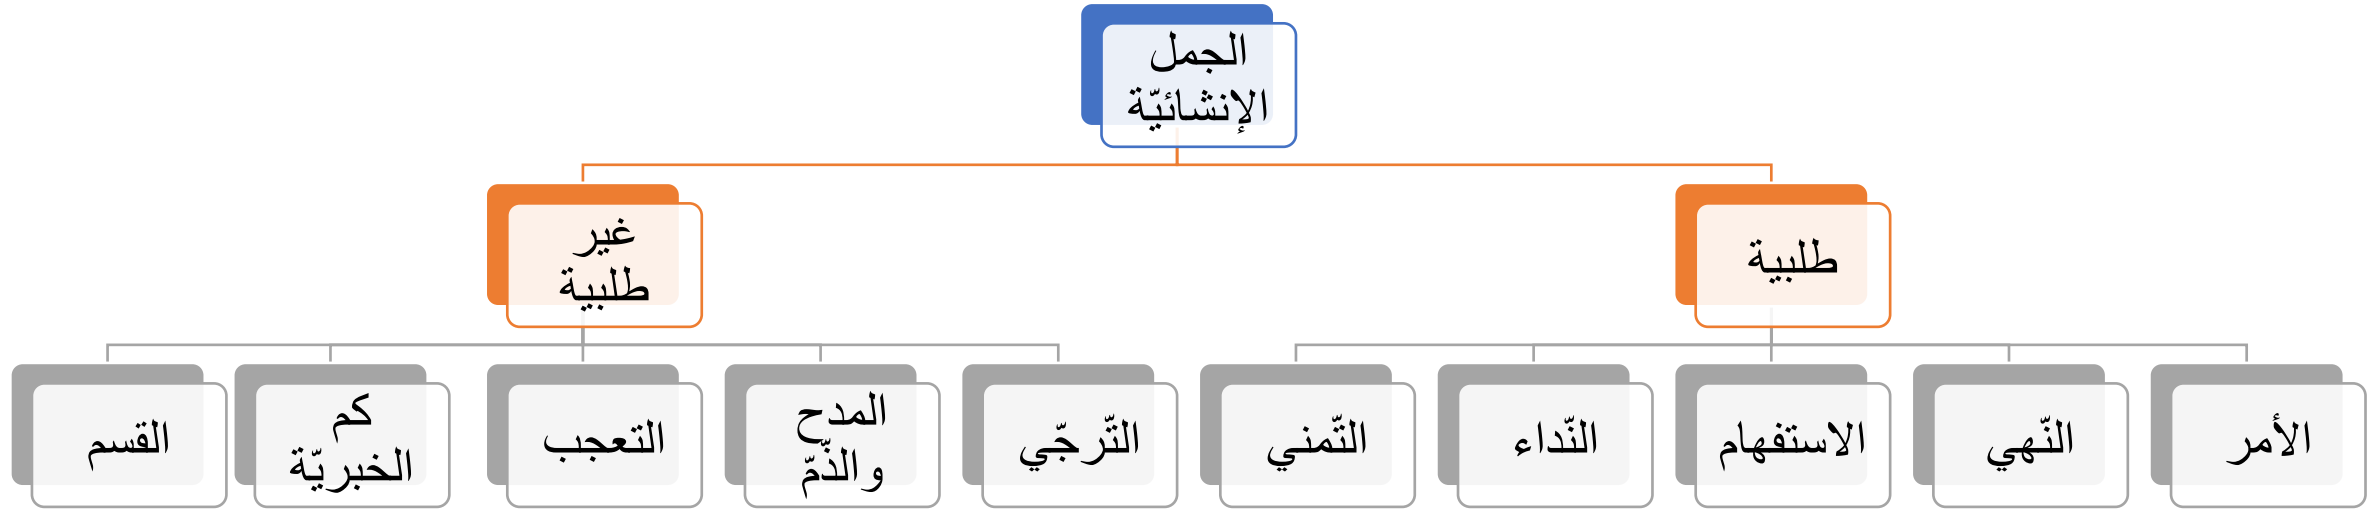 الجمل
الإنشائيّة
طلبية
غير
طلبية
الأمر
النّهي
الاستفهام
النّداء
التّمني
التّرجّي
المدح
والذّمّ
التعجب
كم
الخبريّة
القسم